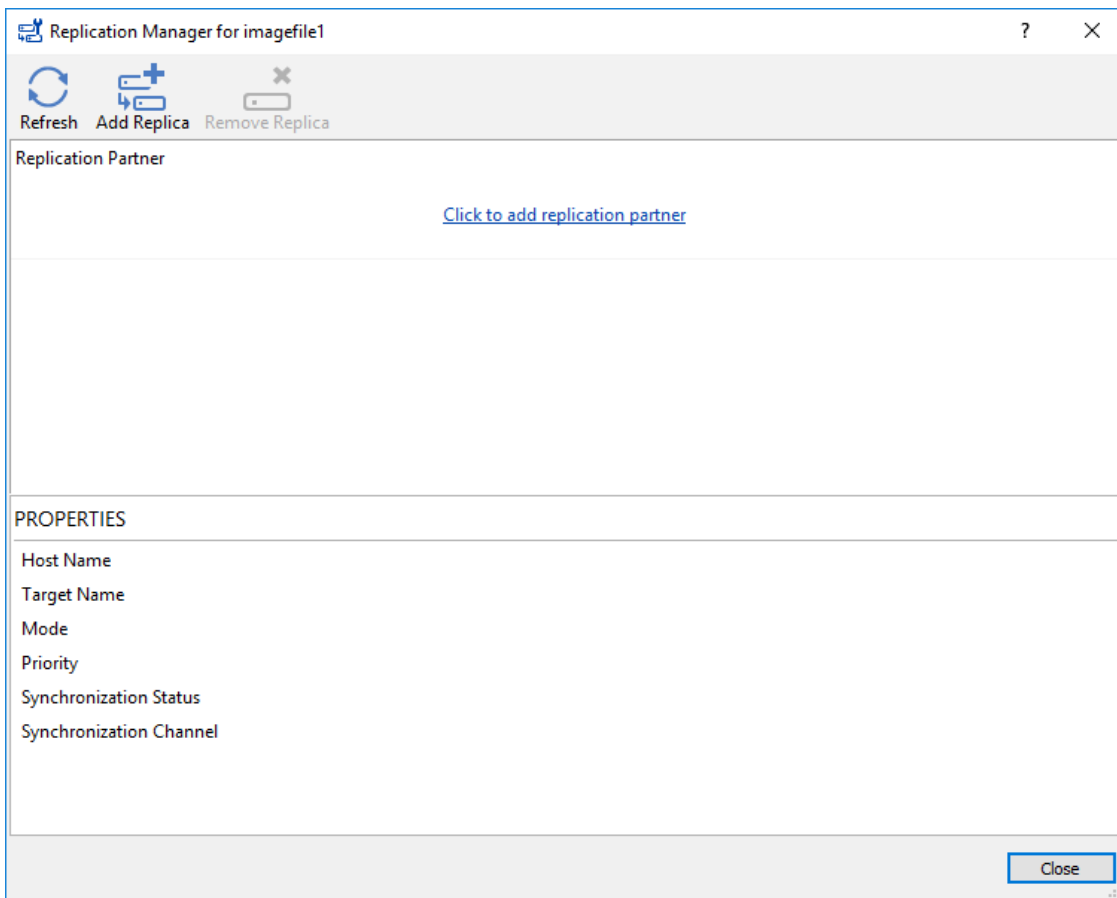 Replication Manager for imagefile1
?
Refresh Add Replica Remove Replica
Replication Partner
Click to add replication partner
PROPERTIES
Host Name
Target Name
Mode
Priority
Synchronization Status
Synchronization Channel
Close